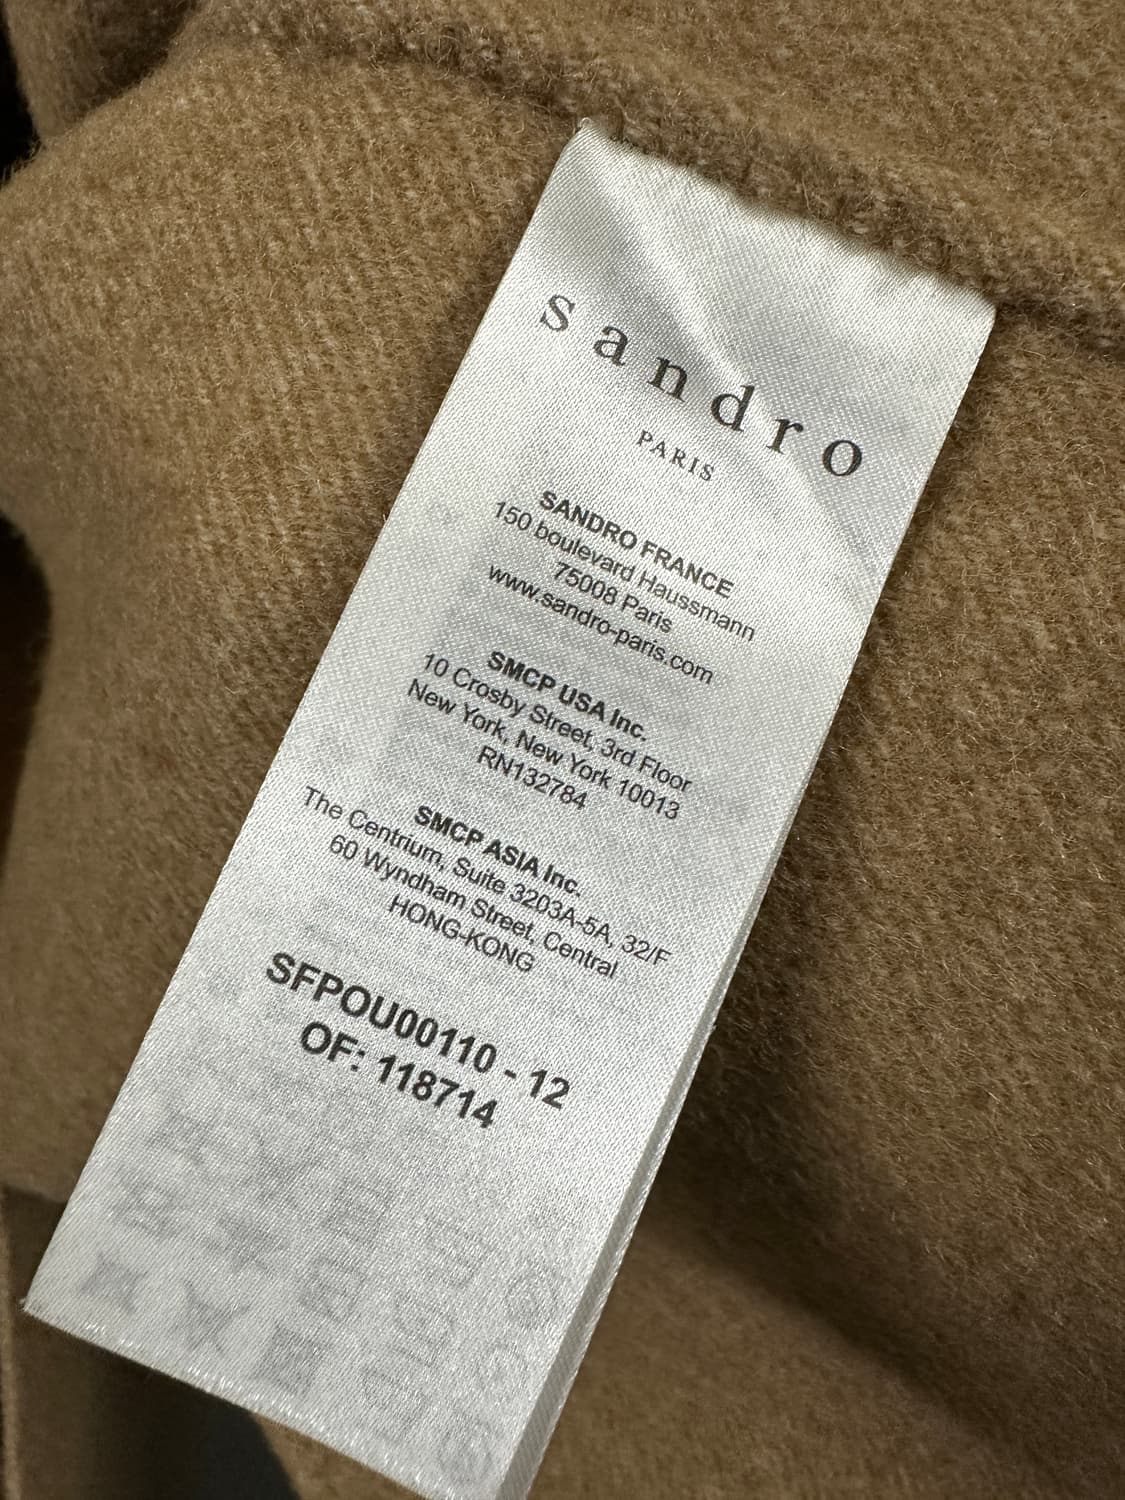 sandro
PARIS
SANDRO FRANCE
150 boulevard Haussmann
75008 Paris
www.sandro-paris.com
SMCP USA Inc.
10 Crosby Street, 3rd Floor
New York, New York 10013
RN132784
SMCP ASIA Inc.
The Centrium, Suite 3203A-5A, 32/F
60 Wyndham Street, Central
HONG-KONG
SFPOU00110 - 12
OF: 118714